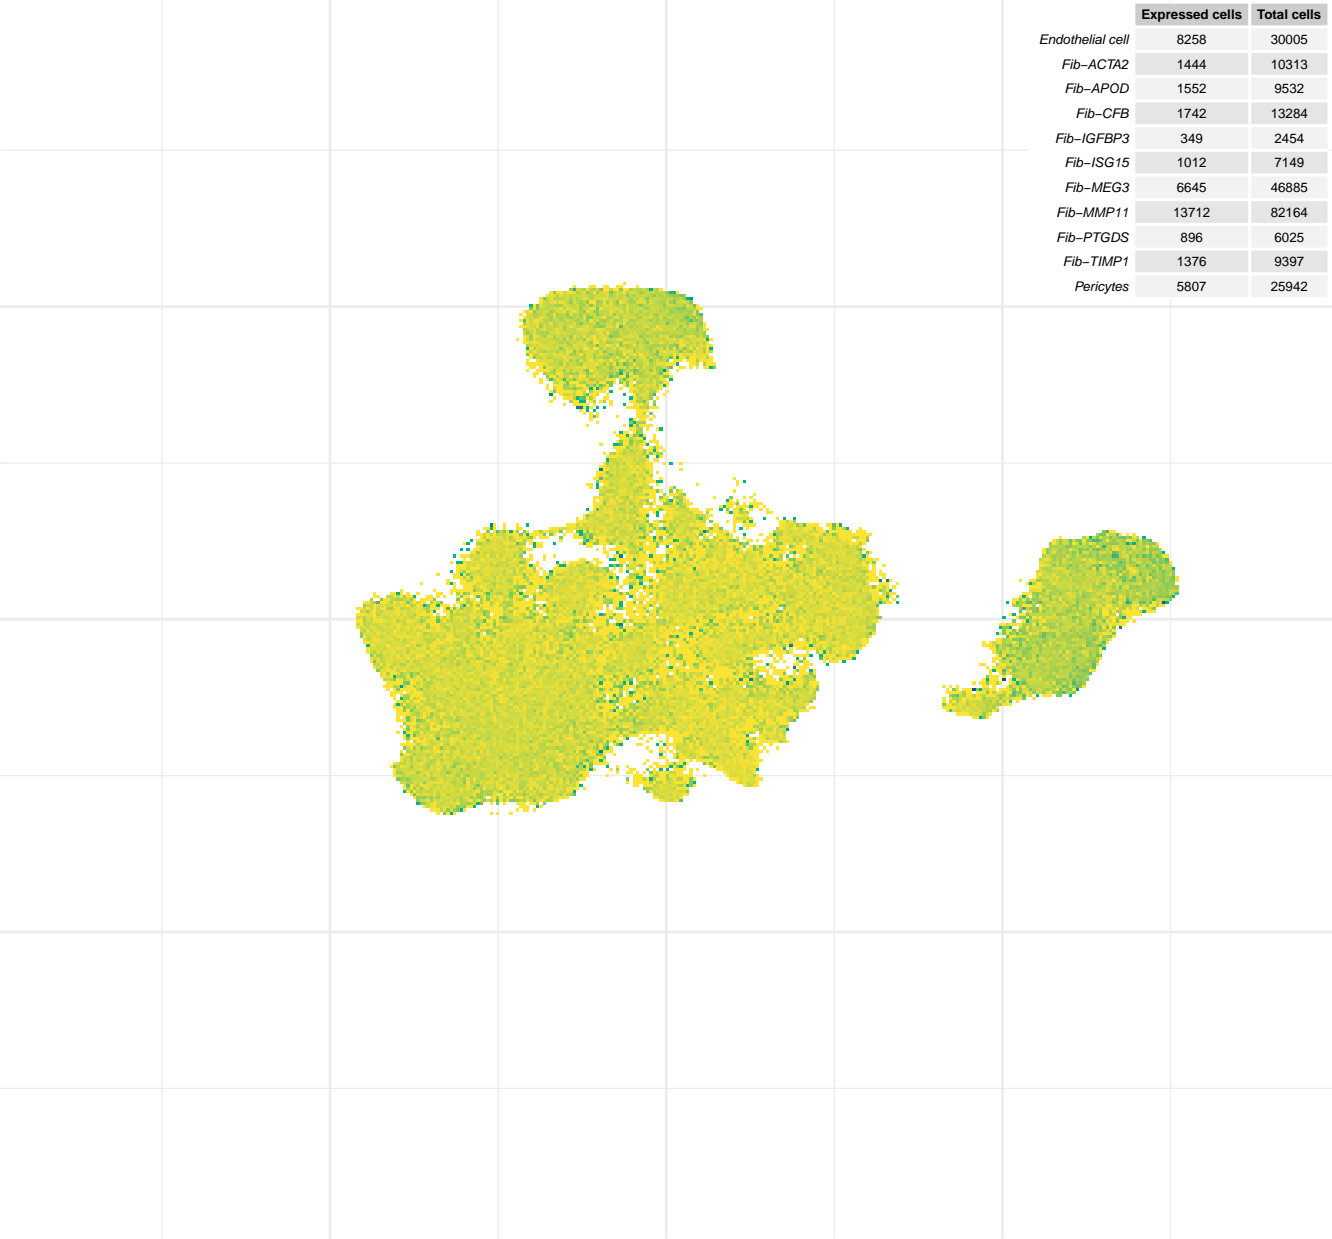 Expressed cells Total cells
Endothelial cell 8258 30005
Fib−ACTA2 1444 10313
Fib−APOD 1552 9532
Fib−CFB 1742 13284
Fib−IGFBP3 349 2454
Fib−ISG15 1012 7149
Fib−MEG3 6645 46885
Fib−MMP11 13712 82164
Fib−PTGDS 896 6025
Fib−TIMP1 1376 9397
Pericytes 5807 25942